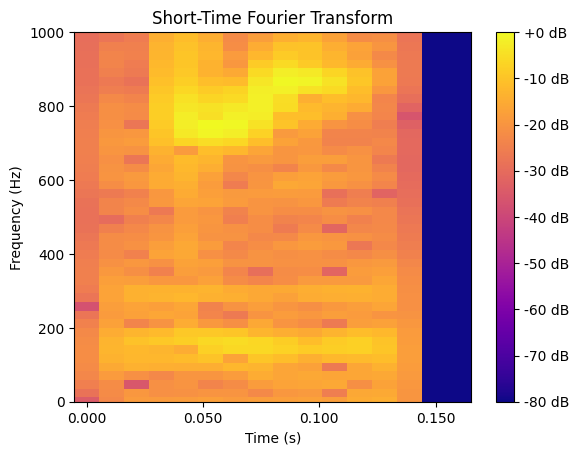 Short-Time Fourier Transform
1000
800
600
400
200
0
Frequency (Hz)
0.000
0.050
0.100
0.150
Time (s)
+0 dB
-10 dB
-20 dB
-30 dB
-40 dB
-50 dB
-60 dB
-70 dB
-80 dB